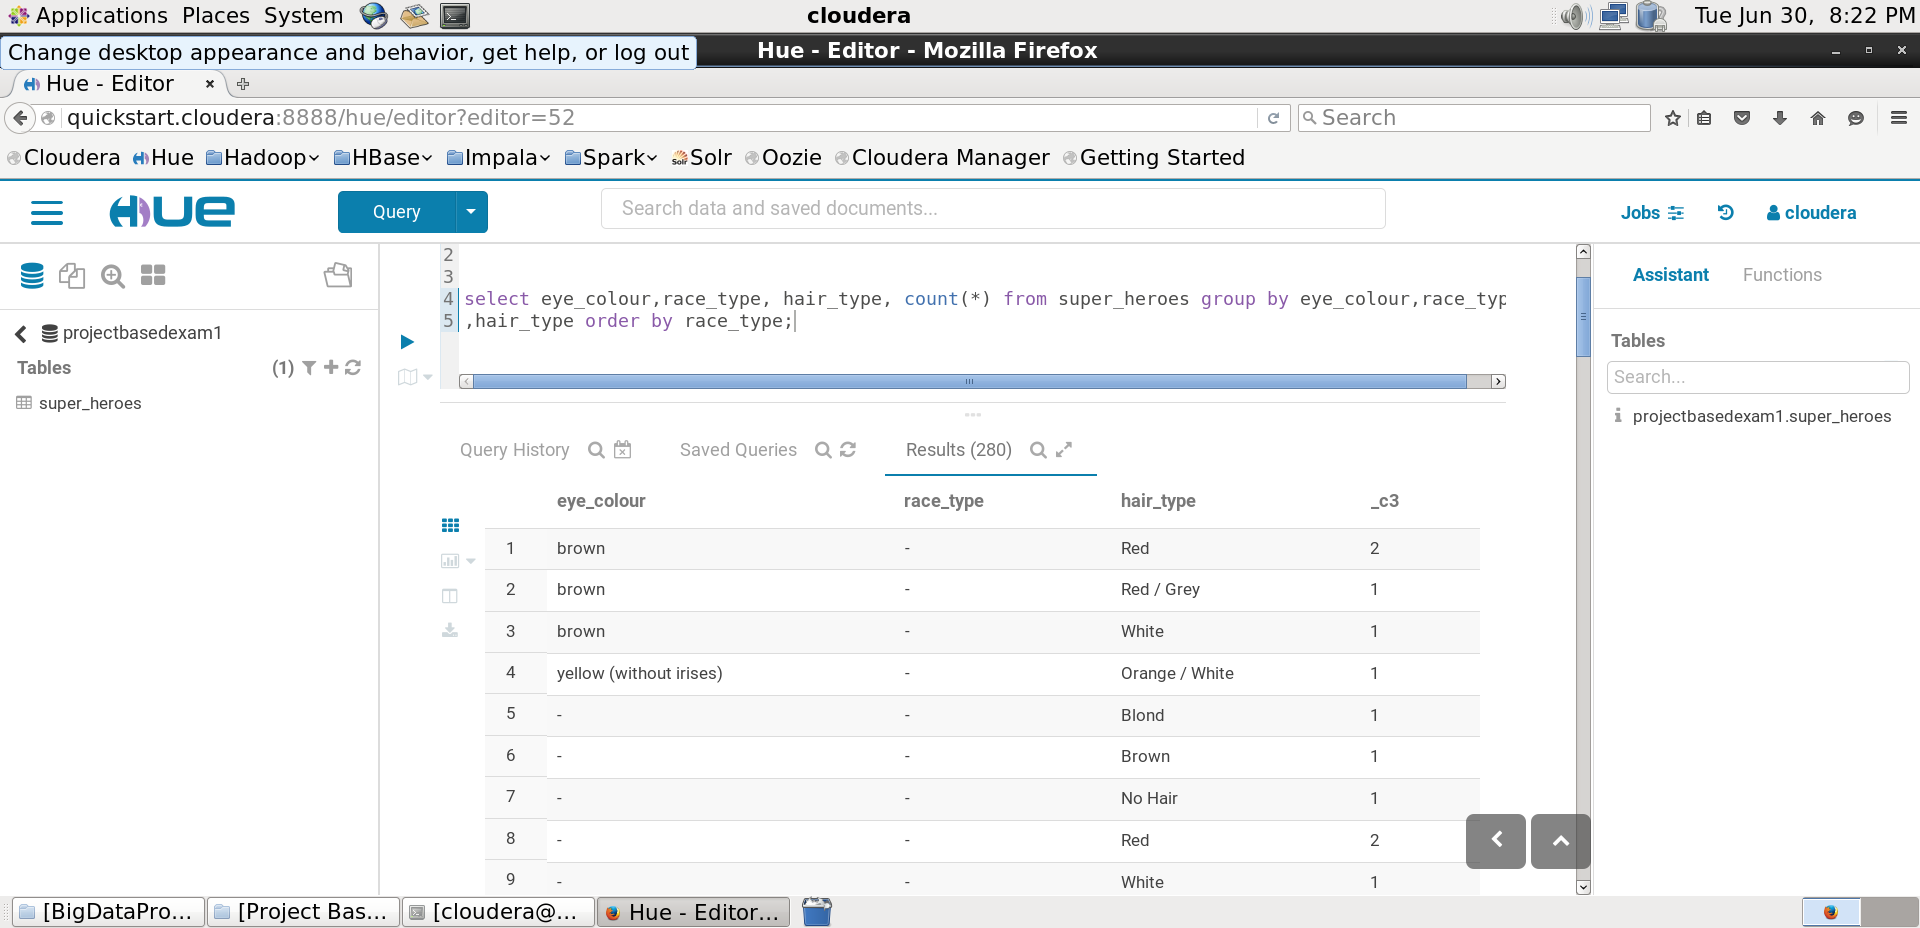 Applications Places System cloudera Tue Jun 30, 8:22 PM
Change desktop appearance and behavior, get help, or log out
Hue - Editor - Mozilla Firefox
Hue - Editor
quickstart.cloudera:8888/hue/editor?editor=52
Search
Cloudera Hue Hadoop HBase Impala Spark Solr Oozie Cloudera Manager Getting Started
HUE
Query
Search data and saved documents...
Jobs
cloudera
projectbasedexam1
Tables
(1)
super_heroes
2
3
4 select eye_colour,race_type, hair_type, count(*) from super_heroes group by eye_colour,race_typ
5 ,hair_type order by race_type;
Query History
Saved Queries
Results (280)
eye_colour race_type hair_type _c3
1 brown - Red 2
2 brown - Red / Grey 1
3 brown - White 1
4 yellow (without irises) - Orange / White 1
5 - - Blond 1
6 - - Brown 1
7 - - No Hair 1
8 - - Red 2
9 - - White 1
Assistant
Functions
Tables
Search...
projectbasedexam1.super_heroes
[BigDataPro...
[Project Bas...
[cloudera@...
Hue - Editor...